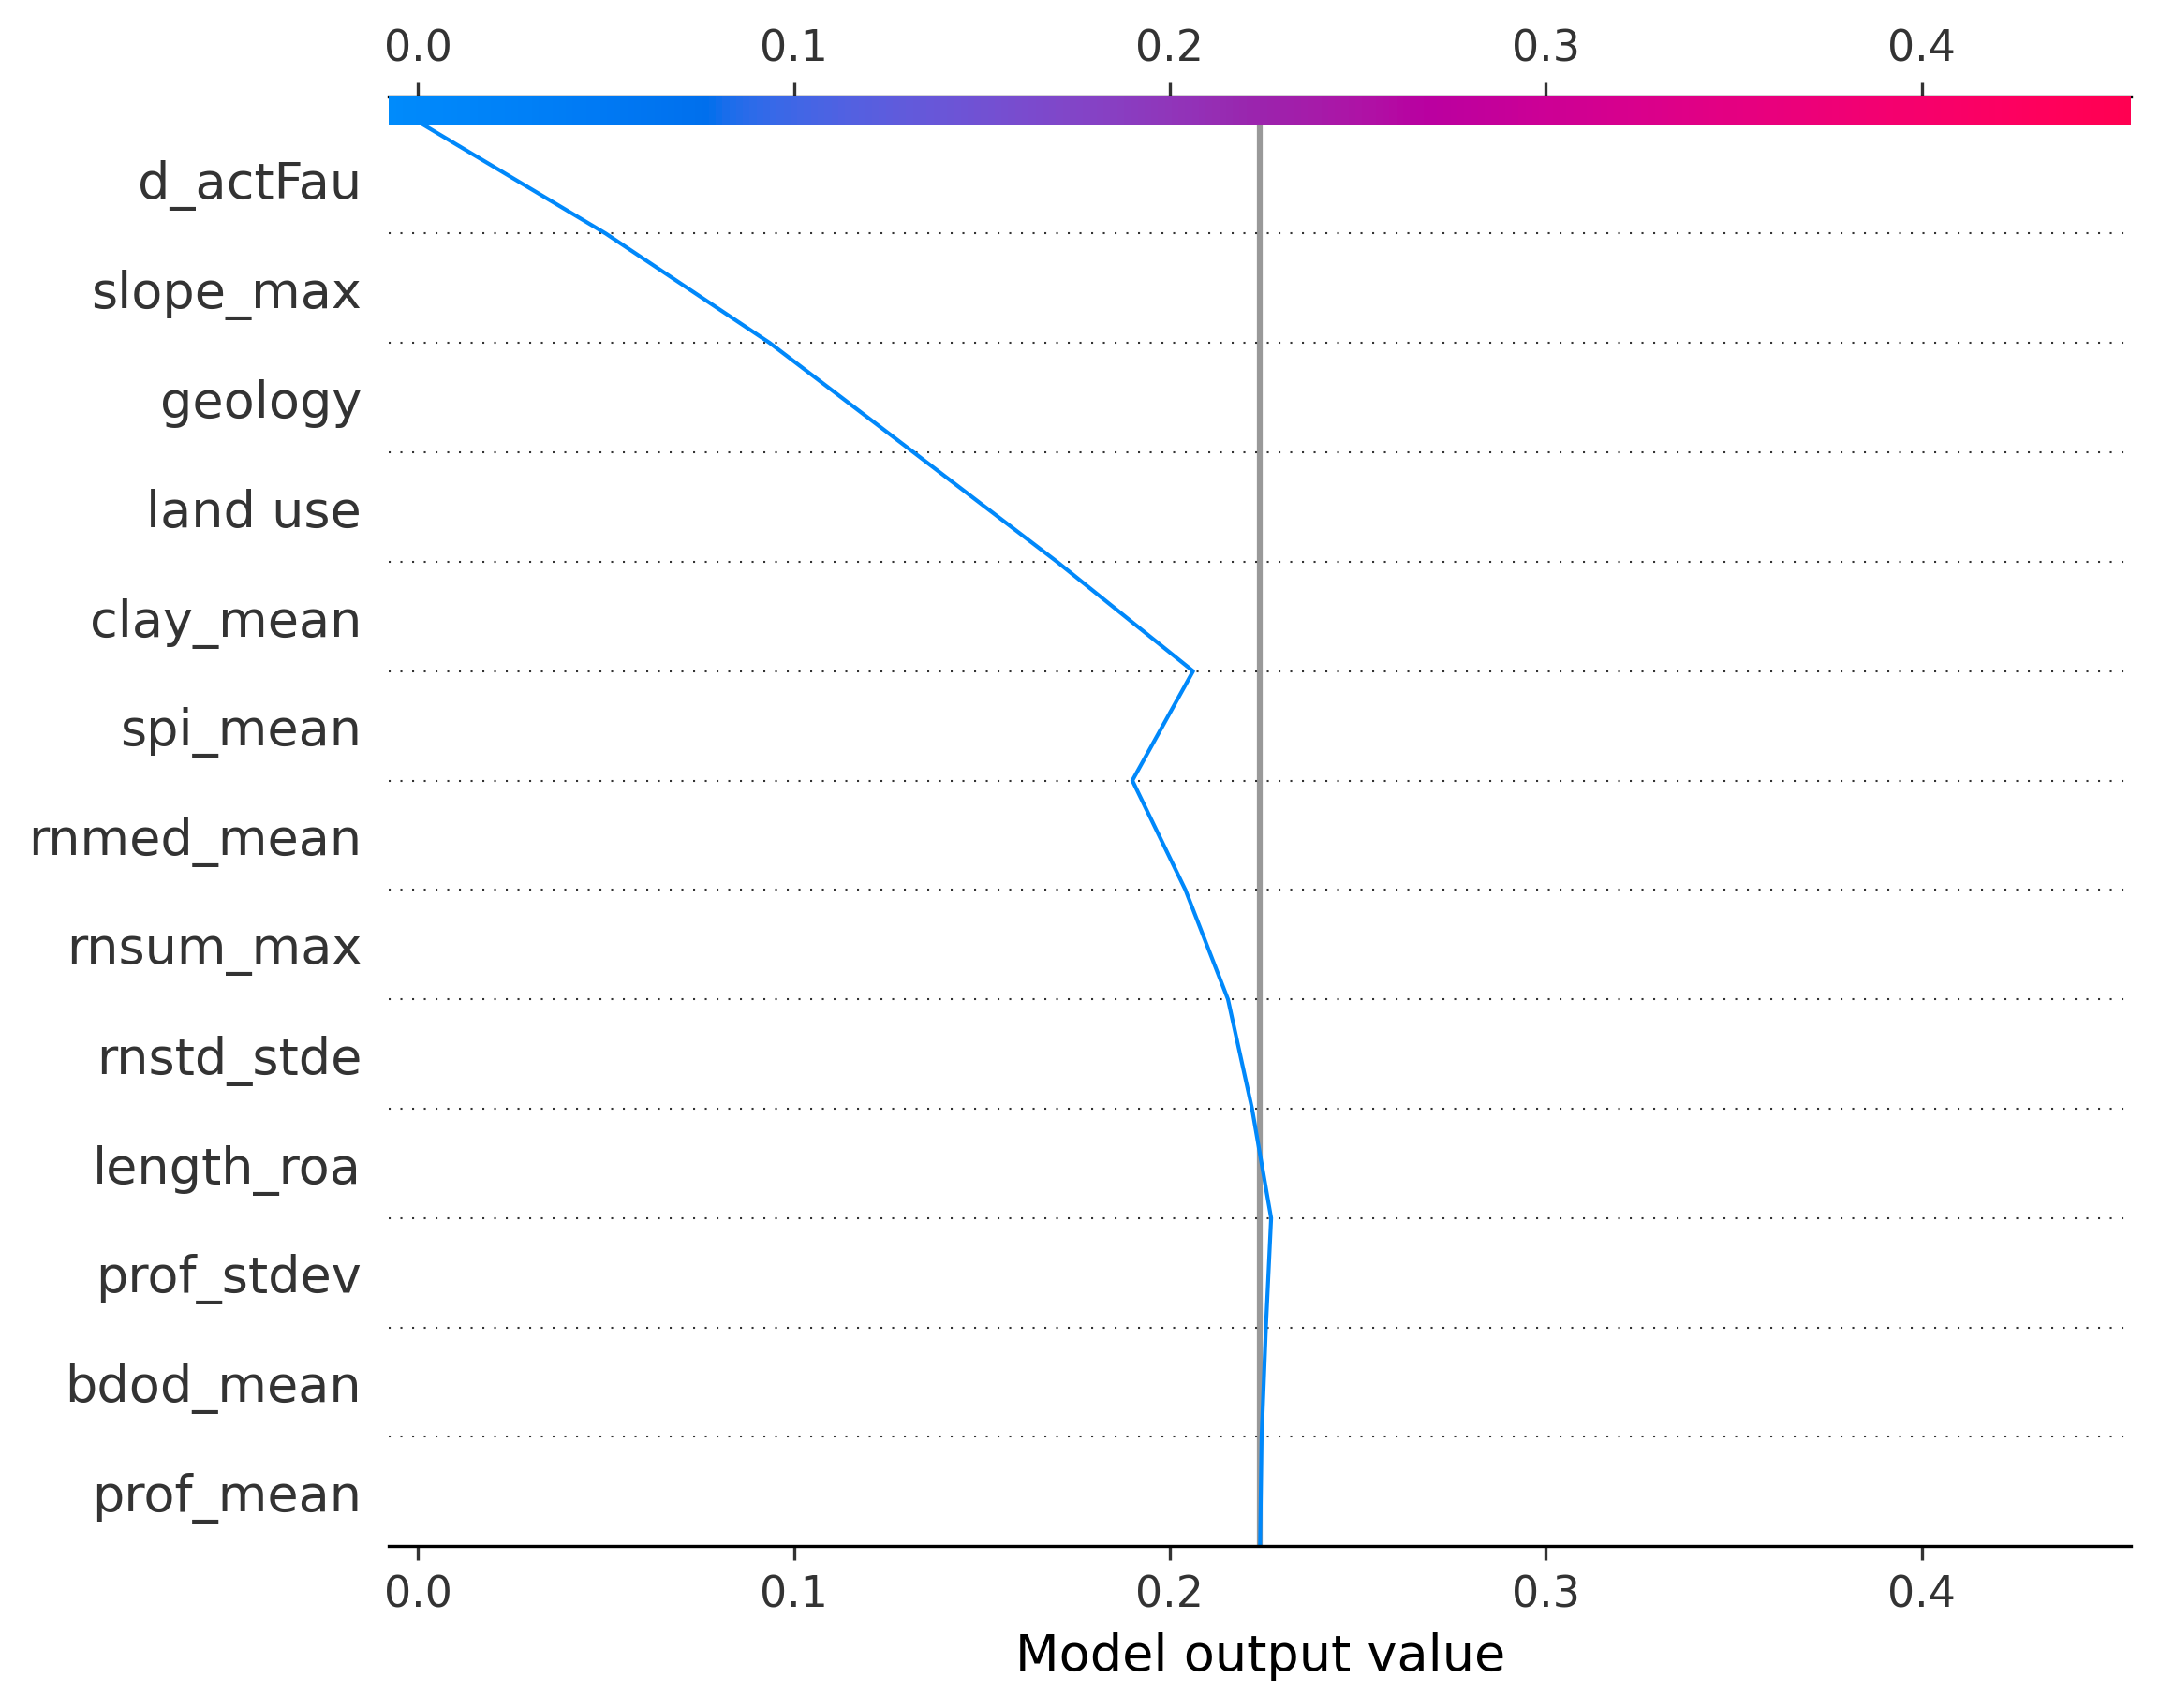 0.0 0.1 0.2 0.3 0.4
d_actFau
slope_max
geology
land use
clay_mean
spi_mean
rnmed_mean
rnsum_max
rnstd_stde
length_roa
prof_stdev
bdod_mean
prof_mean
0.0 0.1 0.2 0.3 0.4
Model output value